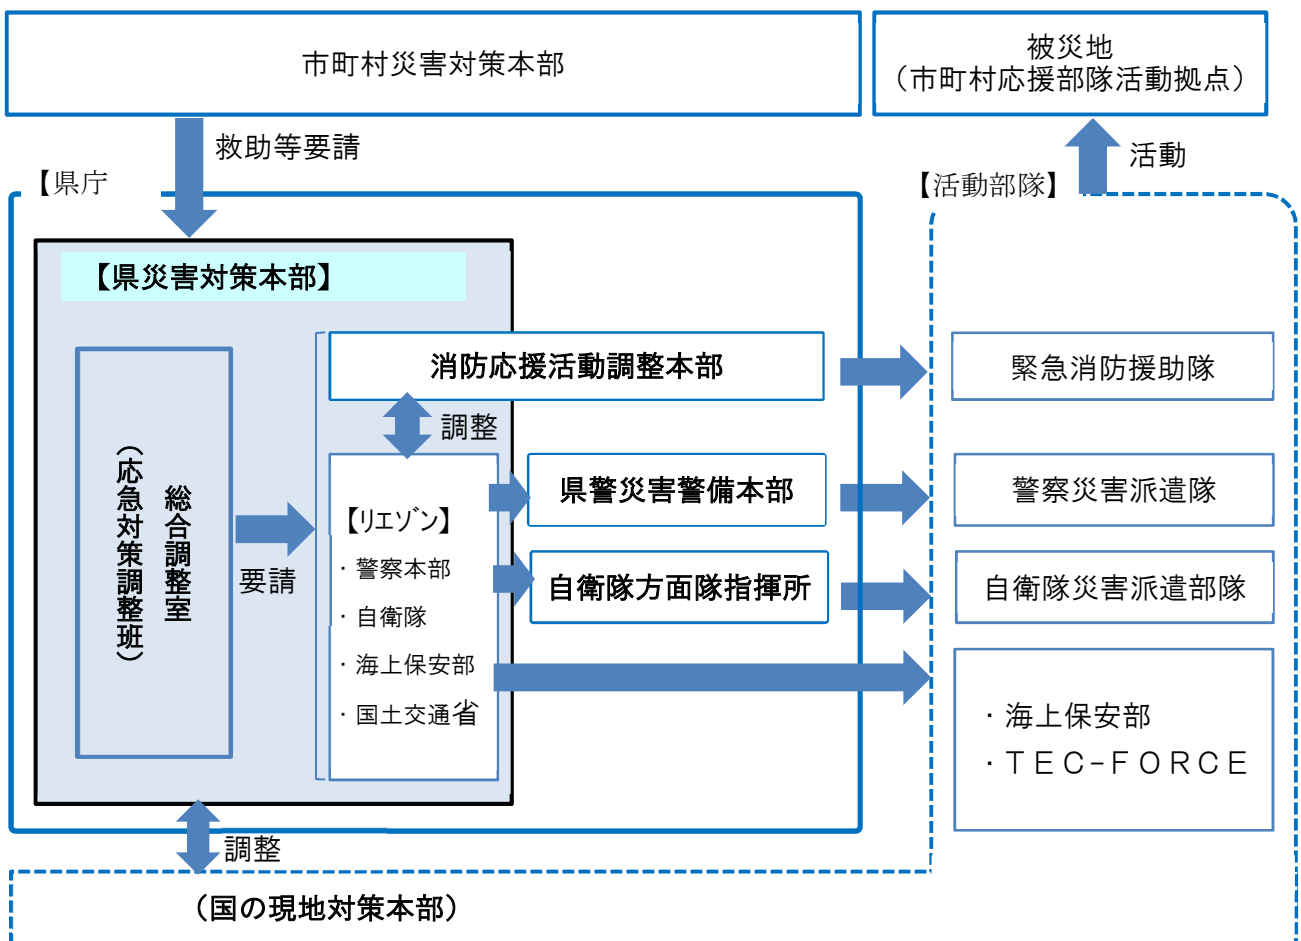 市町村災害対策本部
被災地
（市町村応援部隊活動拠点）
救助等要請
活動
【県庁
【活動部隊】
【県災害対策本部】
消防応援活動調整本部
緊急消防援助隊
調整
総合調整室
（応急対策調整班）
要請
【リエゾン】
・警察本部
・自衛隊
・海上保安部
・国土交通省
県警災害警備本部
警察災害派遣隊
自衛隊方面隊指揮所
自衛隊災害派遣部隊
・海上保安部
・ＴＥＣ−ＦＯＲＣＥ
調整
（国の現地対策本部）